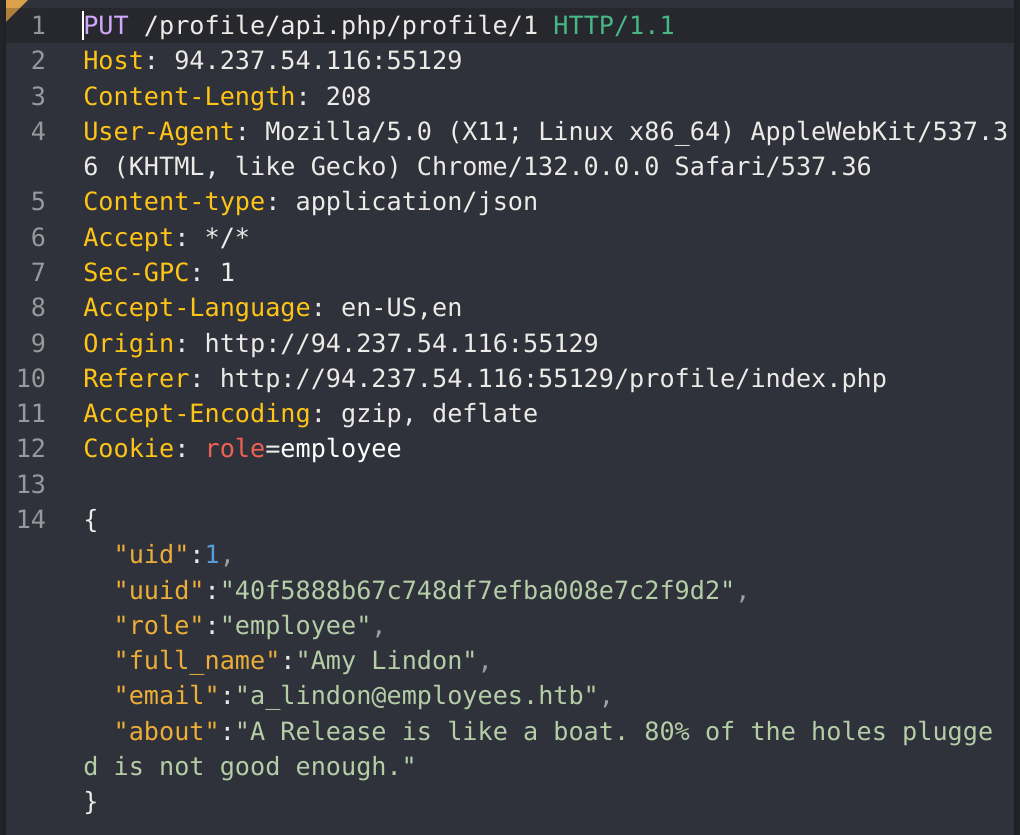 1 PUT /profile/api.php/profile/1 HTTP/1.1
2 Host: 94.237.54.116:55129
3 Content-Length: 208
4 User-Agent: Mozilla/5.0 (X11; Linux x86_64) AppleWebKit/537.3
6 (KHTML, like Gecko) Chrome/132.0.0.0 Safari/537.36
5 Content-type: application/json
6 Accept: */*
7 Sec-GPC: 1
8 Accept-Language: en-US,en
9 Origin: http://94.237.54.116:55129
10 Referer: http://94.237.54.116:55129/profile/index.php
11 Accept-Encoding: gzip, deflate
12 Cookie: role=employee
13
14 {
"uid":1,
"uuid":"40f5888b67c748df7efba008e7c2f9d2",
"role":"employee",
"full_name":"Amy Lindon",
"email":"a_lindon@employees.htb",
"about":"A Release is like a boat. 80% of the holes plugge
d is not good enough."
}